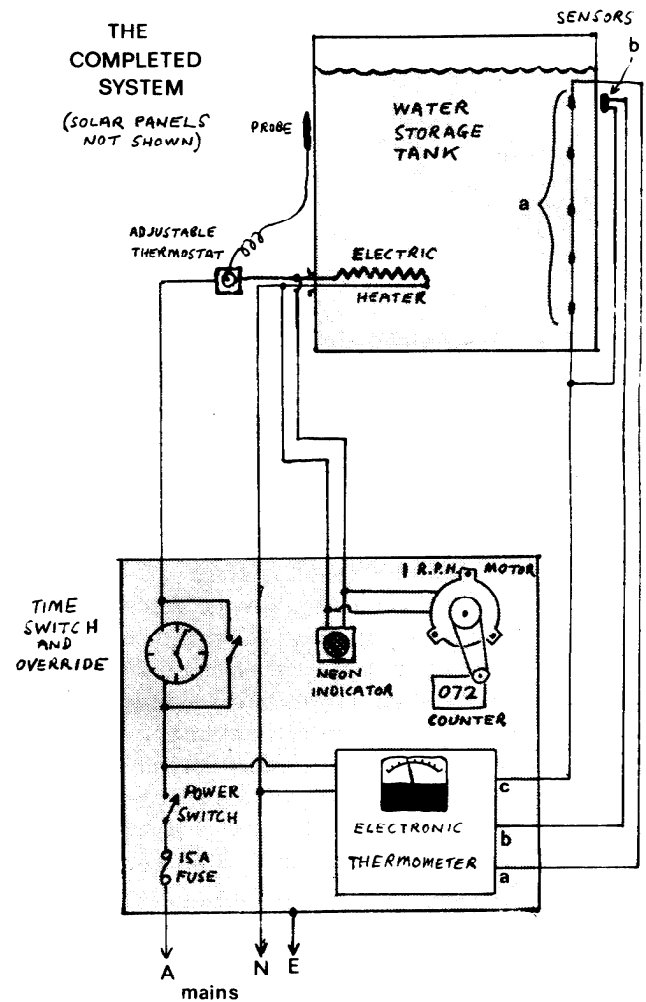 THE
COMPLETED
SYSTEM
(SOLAR PANELS
NOT SHOWN)
SENSORS
b
PROBE
WATER
STORAGE
TANK
a
ADJUSTABLE
THERMOSTAT
ELECTRIC
HEATER
1 R.P.H. MOTOR
TIME
SWITCH
AND
OVERRIDE
NEON
INDICATOR
072
COUNTER
POWER
SWITCH
15A
FUSE
ELECTRONIC
THERMOMETER
c
b
a
A
N
E
mains